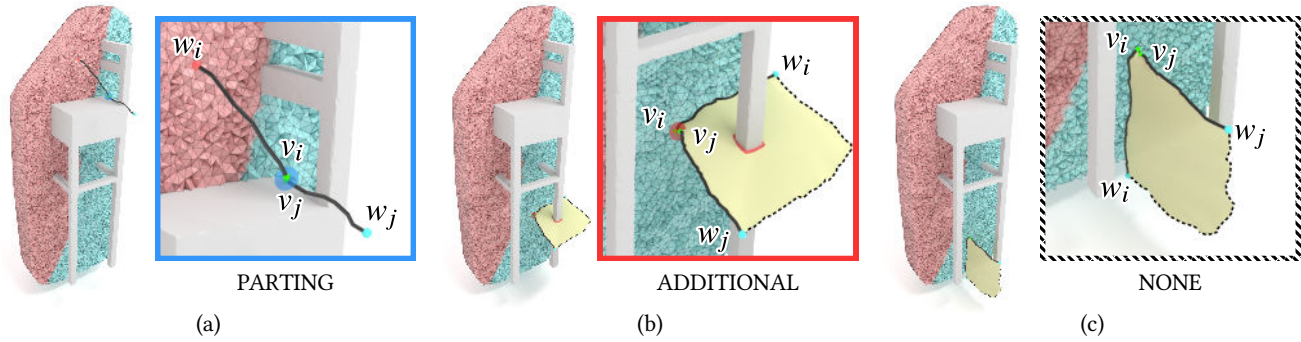 w_i
v_i
v_j
w_j
PARTING
(a)
w_i
v_i
v_j
w_j
ADDITIONAL
(b)
v_i
v_j
w_j
w_i
NONE
(c)